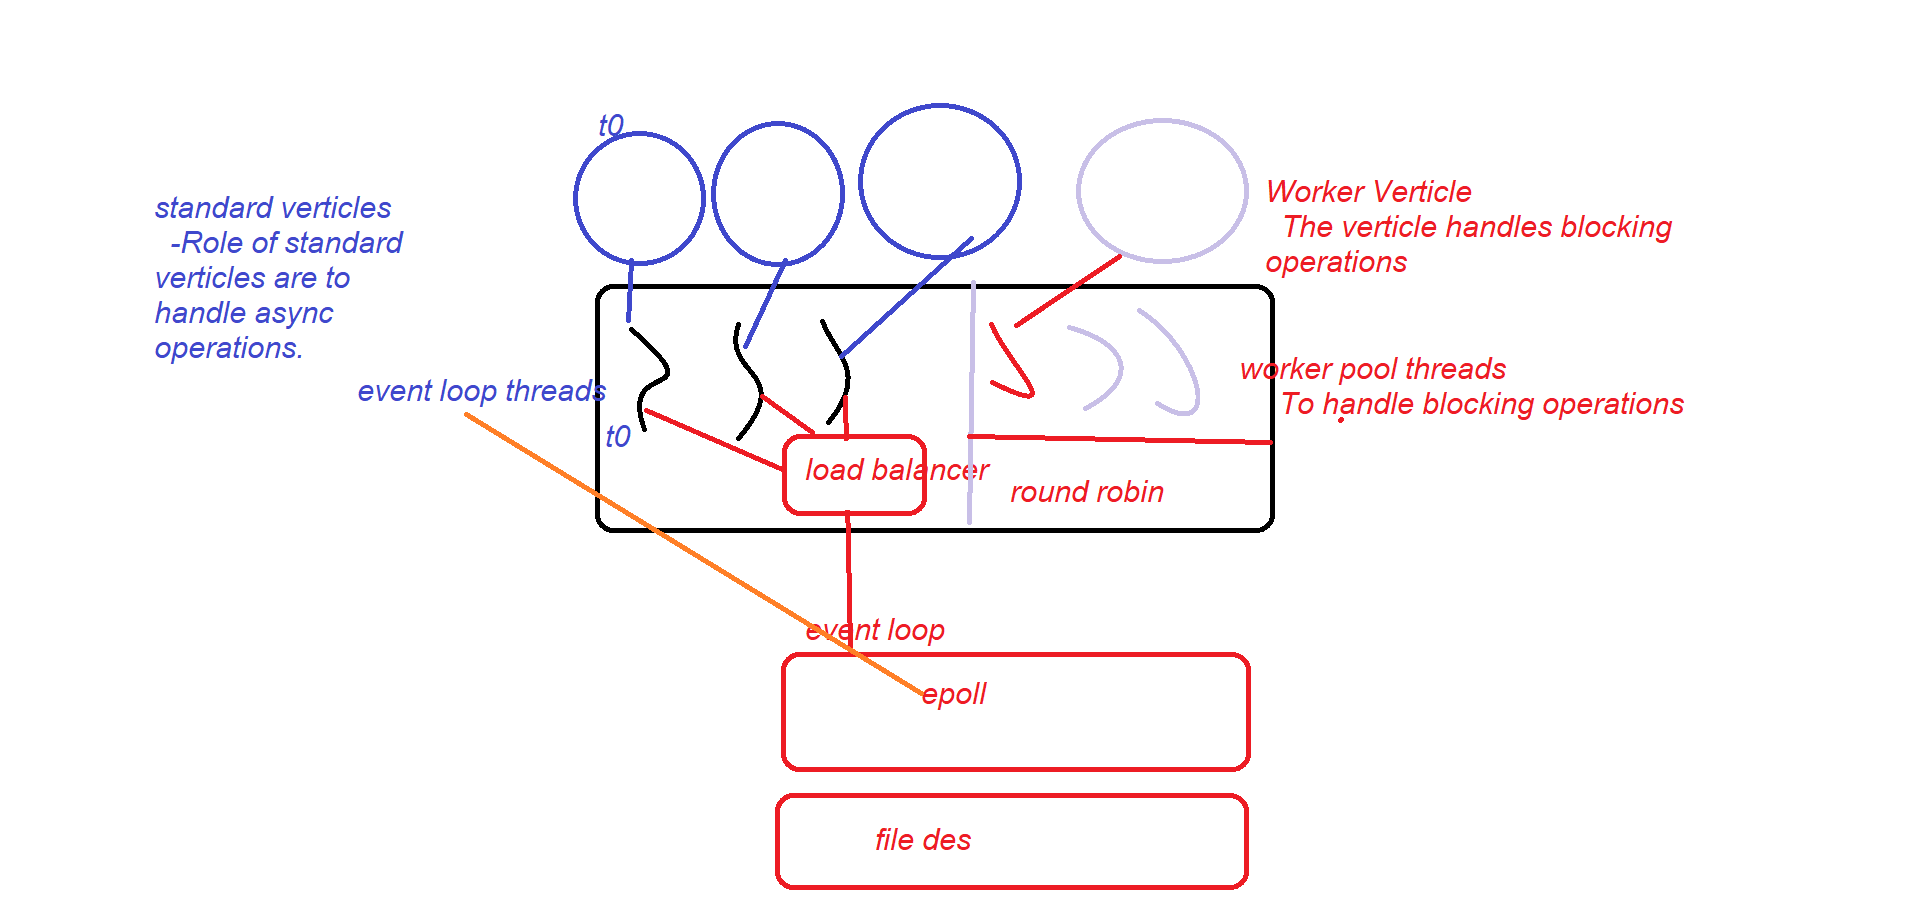 t0
standard verticles
-Role of standard
verticles are to
handle async
operations.
event loop threads
t0
Worker Verticle
The verticle handles blocking
operations
worker pool threads
To handle blocking operations
load balancer
round robin
event loop
epoll
file des